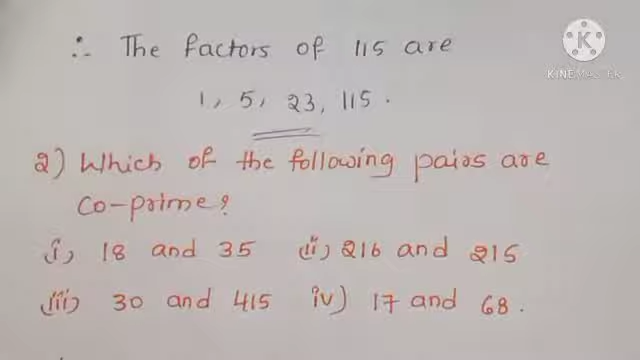 ∴ The factors of 115 are
1, 5, 23, 115.
2) Which of the following pairs are
Co-prime?
i) 18 and 35 ii) 216 and 215
iii) 30 and 415 iv) 17 and 68.
KINEMASTER